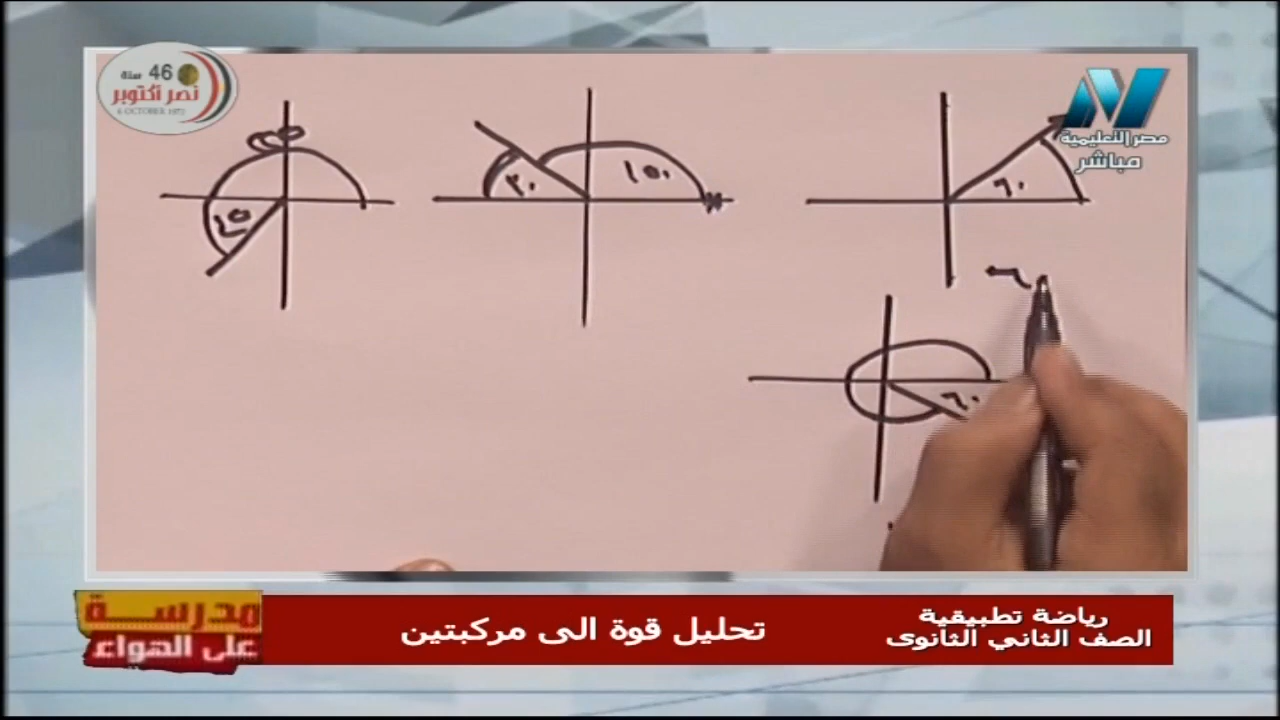 46 سنة
نصر أكتوبر
6 OCTOBER 1973
مصر التعليمية
مباشر
٦٠
١٥٠
٣٠
٤٥
٦٠
رياضة تطبيقية
الصف الثاني الثانوى
تحليل قوة الى مركبتين
مدرسة
على الهواء